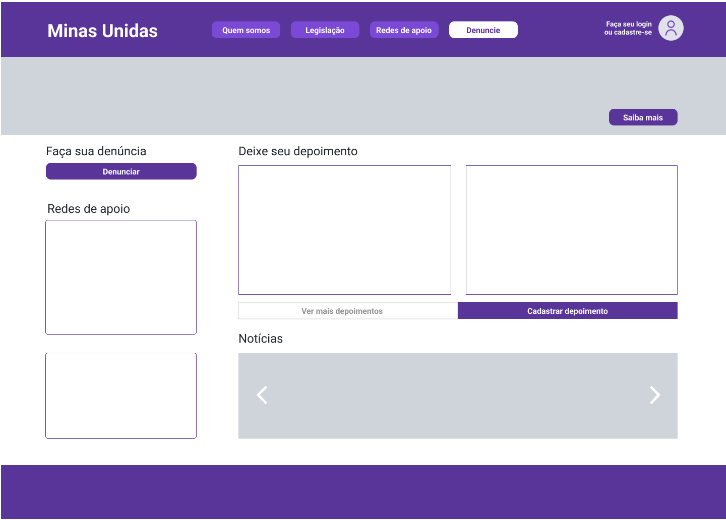 Minas Unidas
Quem somos
Legislação
Redes de apoio
Denuncie
Faça seu login
ou cadastre-se
Saiba mais
Faça sua denúncia
Denunciar
Redes de apoio
Deixe seu depoimento
Ver mais depoimentos
Cadastrar depoimento
Notícias